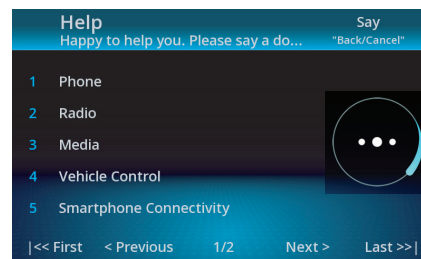 Help
Say
Happy to help you. Please say a do...
"Back/Cancel"
1 Phone
2 Radio
3 Media
4 Vehicle Control
5 Smartphone Connectivity
|<< First < Previous 1/2 Next > Last >>|